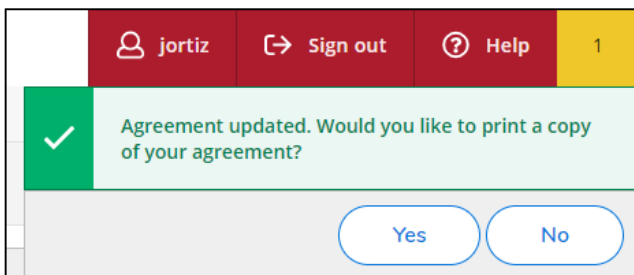 jortiz Sign out Help 1
Agreement updated. Would you like to print a copy
of your agreement?
Yes No